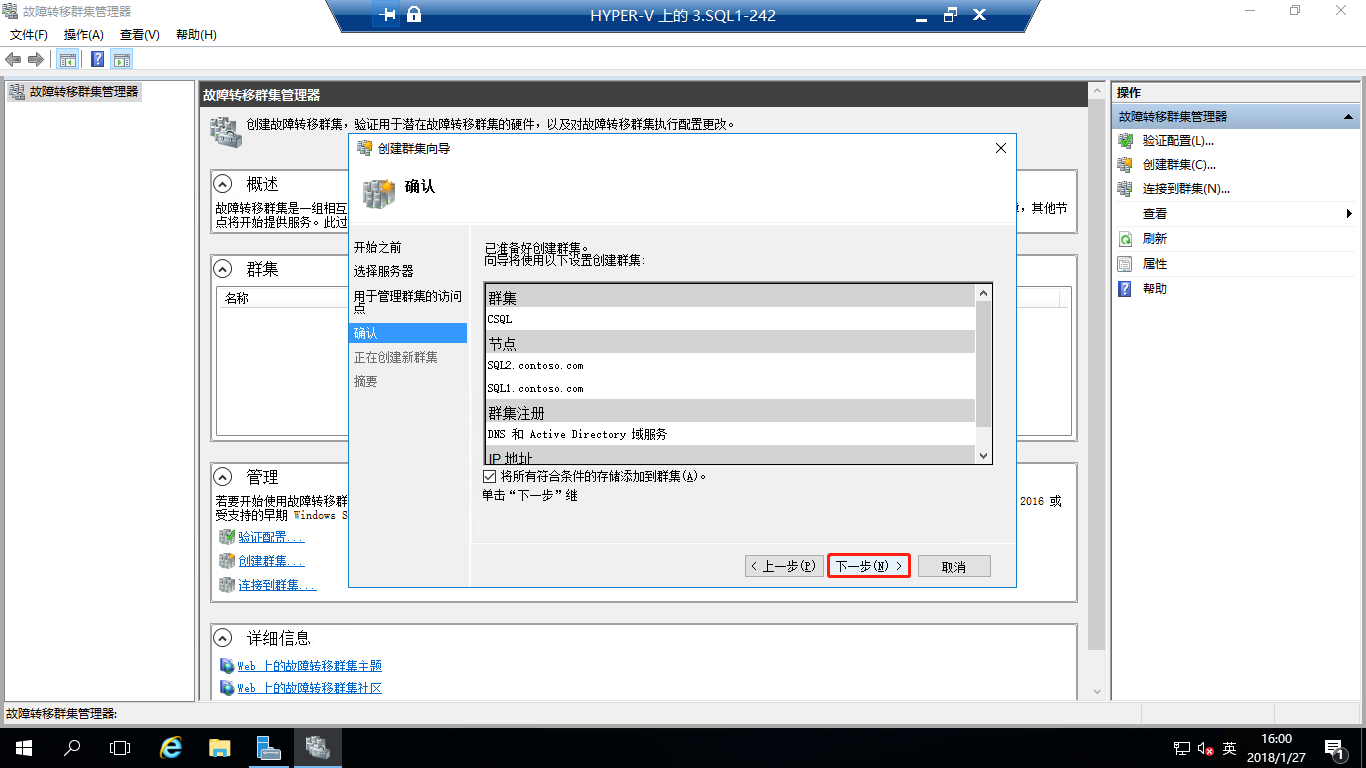 故障转移群集管理器
HYPER-V 上的 3.SQL1-242
文件(F) 操作(A) 查看(V) 帮助(H)
故障转移群集管理器
故障转移群集管理器
创建故障转移群集，验证用于潜在故障转移群集的硬件，以及对故障转移群集执行配置更改。
概述
故障转移群集是一组相互
其他节
点将开始提供服务。此过
群集
名称
管理
若要开始使用故障转移群
2016 或
受支持的早期 Windows S
验证配置...
创建群集...
连接到群集...
详细信息
Web 上的故障转移群集主题
Web 上的故障转移群集社区
创建群集向导
确认
开始之前
选择服务器
用于管理群集的访问
点
确认
正在创建新群集
摘要
已准备好创建群集。
向导将使用以下设置创建群集:
群集
CSQL
节点
SQL2.contoso.com
SQL1.contoso.com
群集注册
DNS 和 Active Directory 域服务
IP 地址
将所有符合条件的存储添加到群集(A)。
单击“下一步”继
< 上一步(P)
下一步(N) >
取消
操作
故障转移群集管理器
验证配置(L)...
创建群集(C)...
连接到群集(N)...
查看
刷新
属性
帮助
故障转移群集管理器:
英
16:00
2018/1/27
1